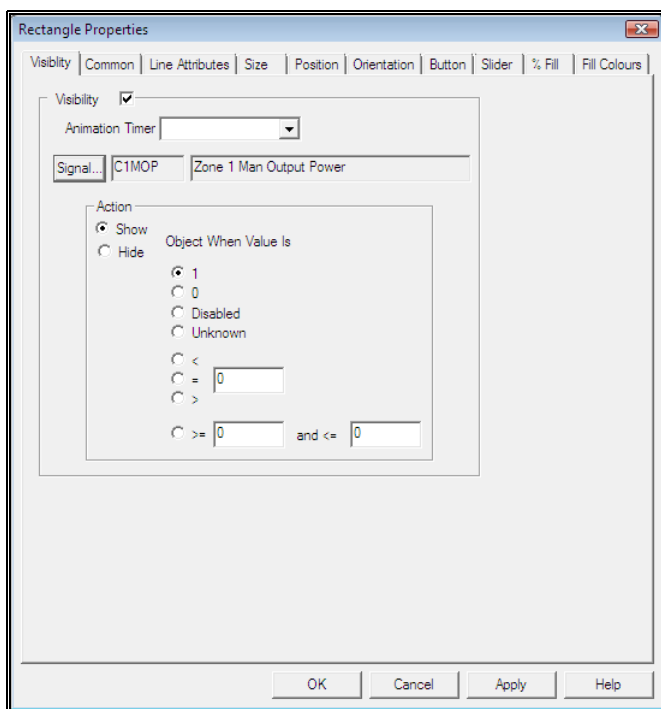 Rectangle Properties
Visiblity Common Line Attributes Size Position Orientation Button Slider % Fill Fill Colours
Visibility
Animation Timer
Signal... C1MOP Zone 1 Man Output Power
Action
Show
Hide
Object When Value Is
1
0
Disabled
Unknown
<
= 0
>
>= 0 and <= 0
OK Cancel Apply Help